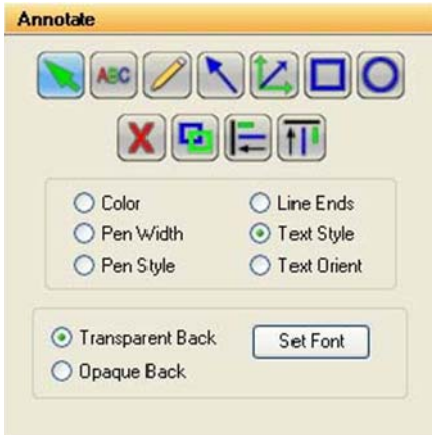 Annotate
ABC
Color
Line Ends
Pen Width
Text Style
Pen Style
Text Orient
Transparent Back
Set Font
Opaque Back